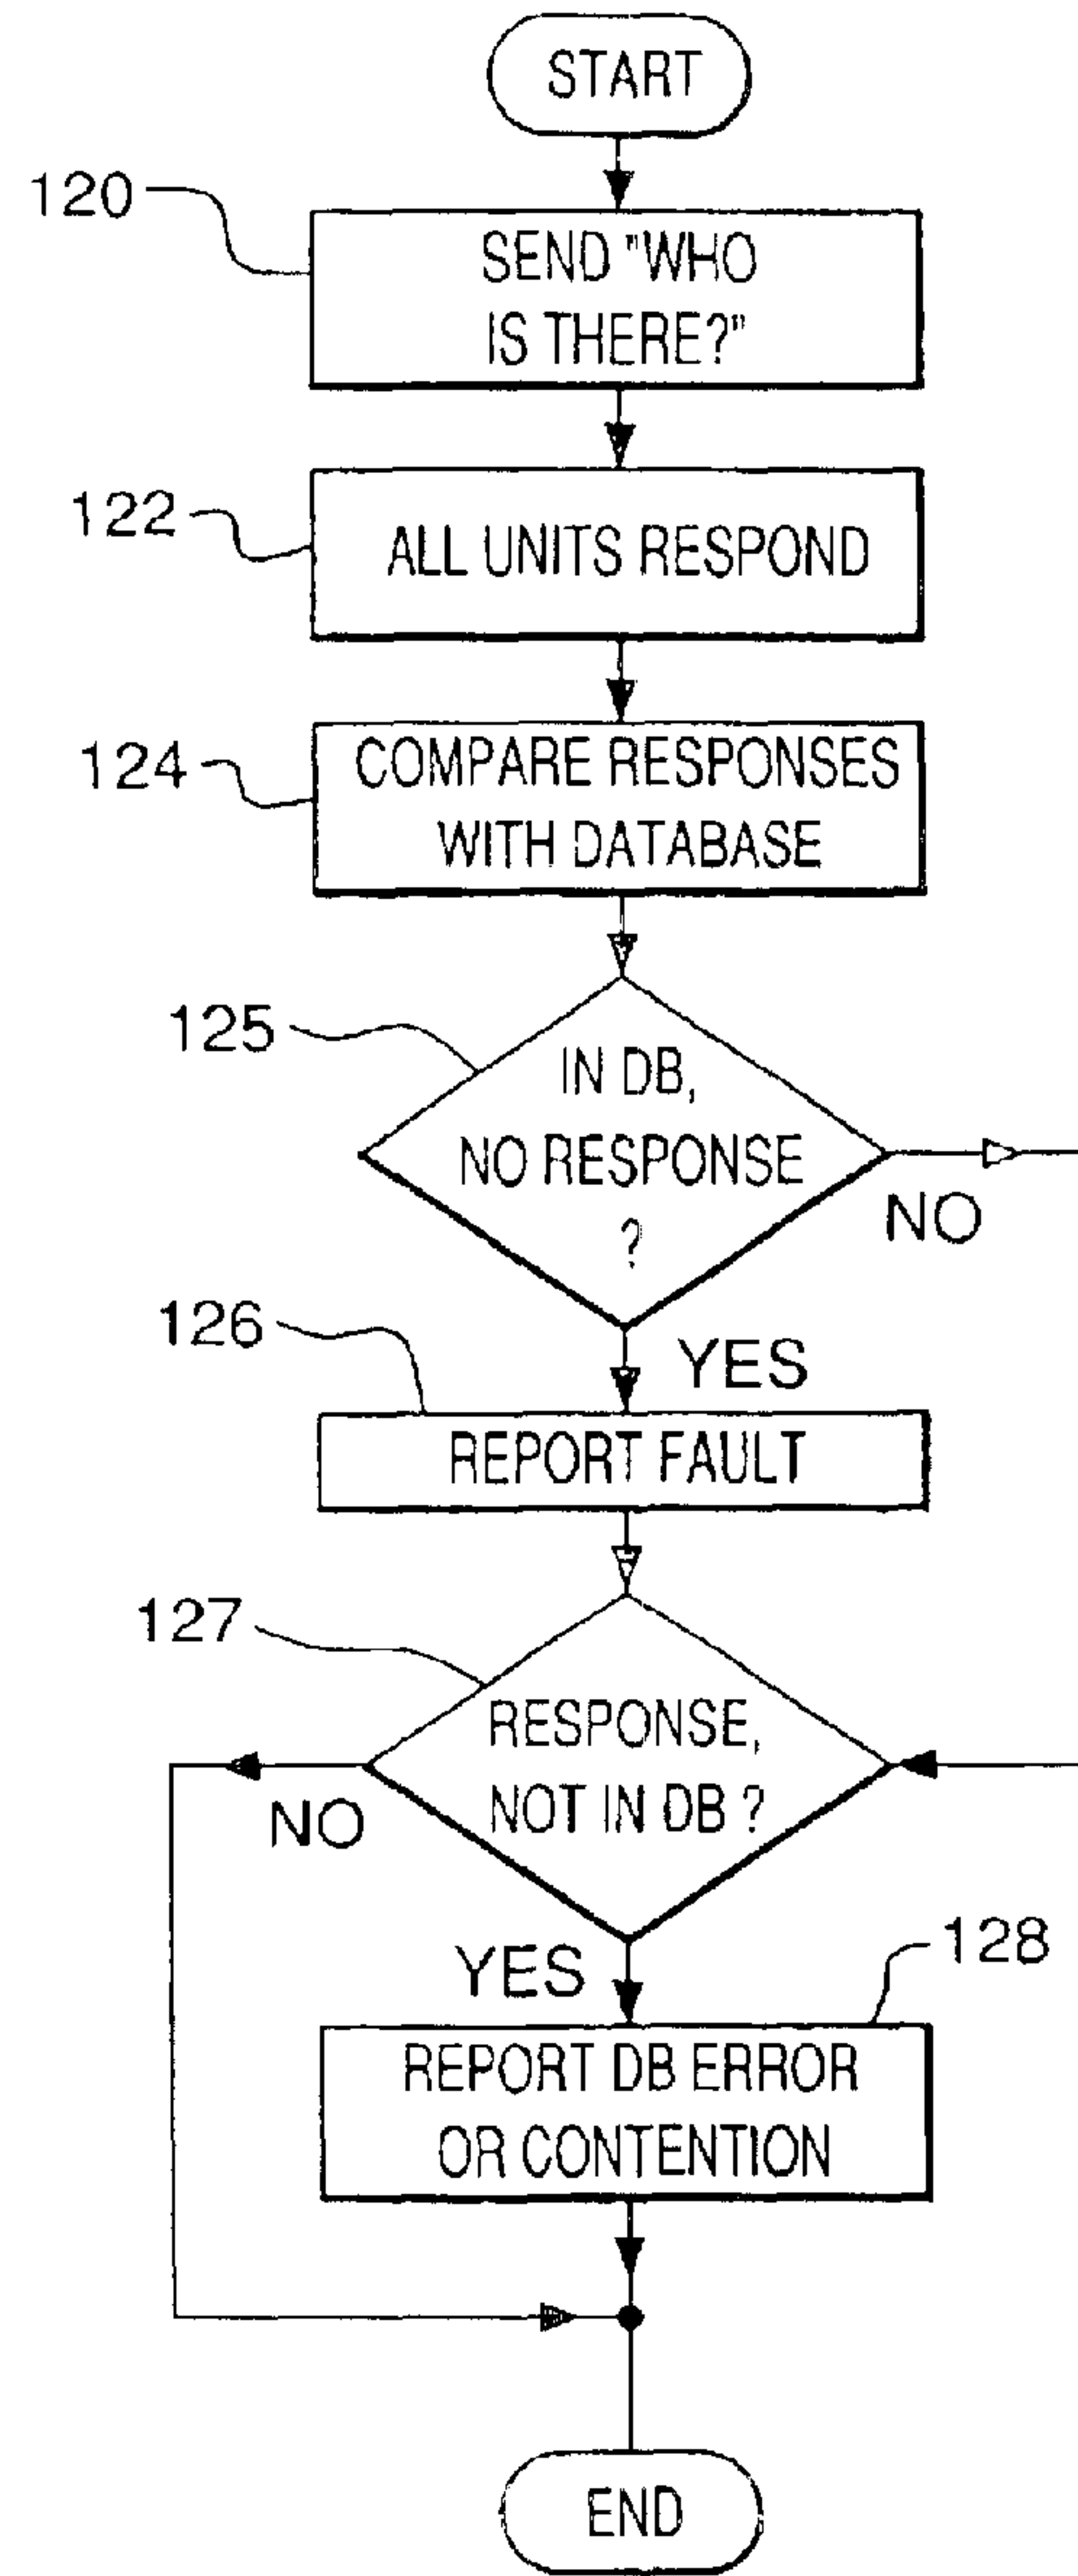 START
120
SEND "WHO
IS THERE?"
122
ALL UNITS RESPOND
124
COMPARE RESPONSES
WITH DATABASE
125
IN DB,
NO RESPONSE
?
NO
YES
126
REPORT FAULT
127
RESPONSE,
NOT IN DB ?
NO
YES
128
REPORT DB ERROR
OR CONTENTION
END